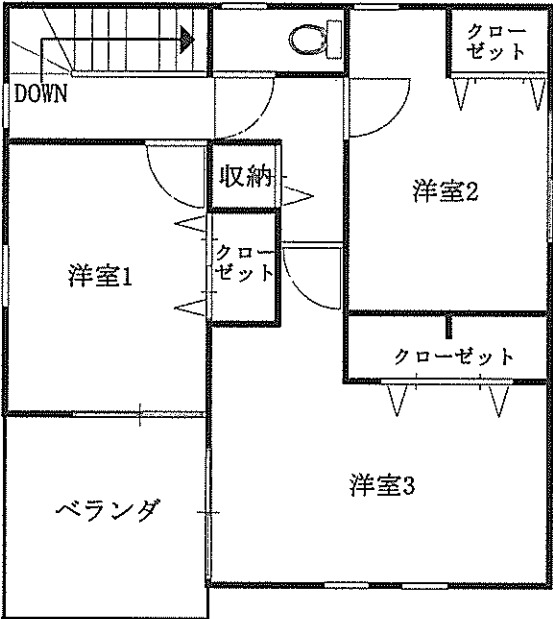 クロー
ゼット
DOWN
収納
洋室2
クロー
ゼット
洋室1
クローゼット
洋室3
ベランダ